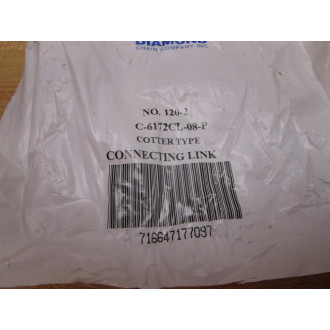 DIAMOND
CHAIN COMPANY INC.
NO. 120-2
C-6172CL-08-P
COTTER TYPE
CONNECTING LINK
716647177097